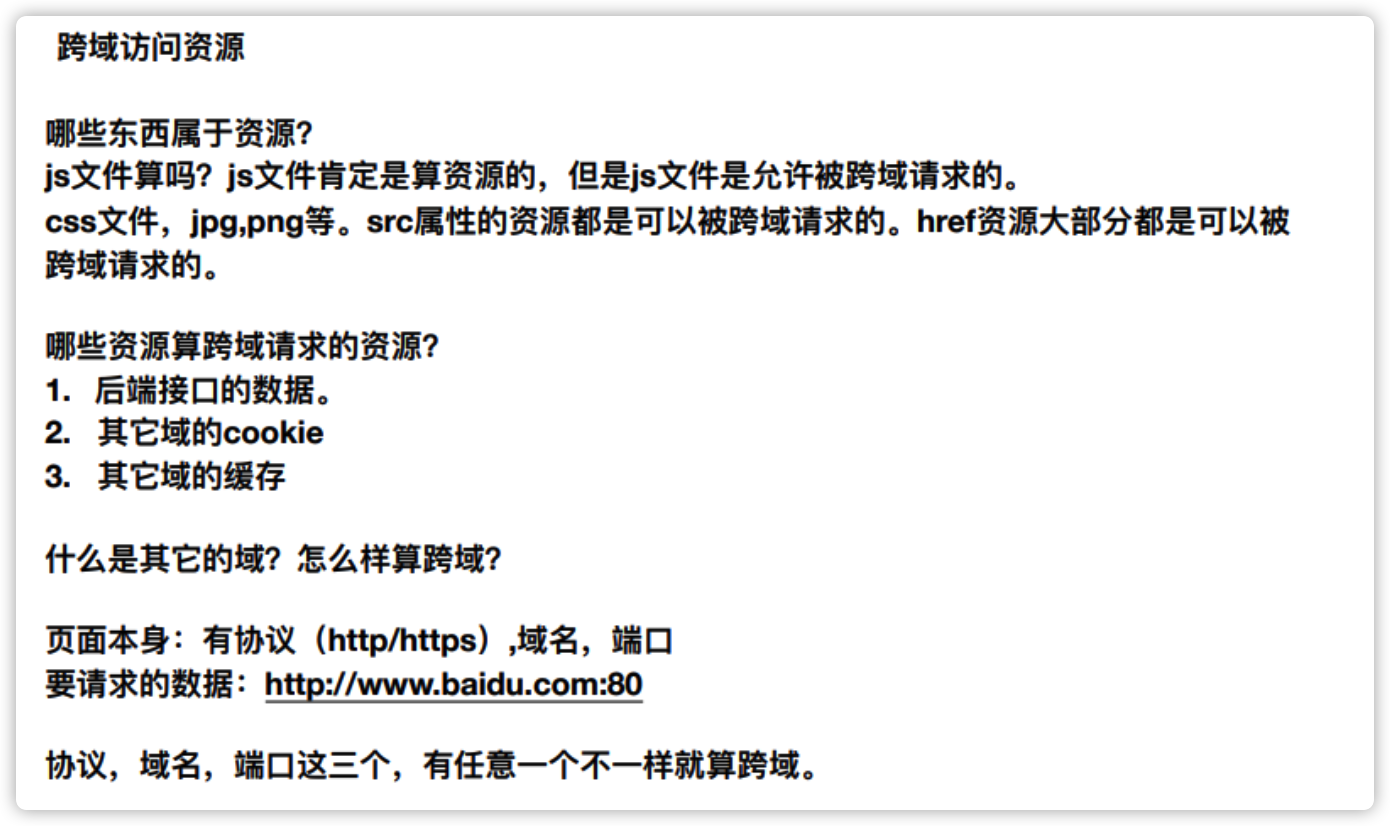 跨域访问资源
哪些东西属于资源？
js文件算吗？js文件肯定是算资源的，但是js文件是允许被跨域请求的。
css文件，jpg,png等。src属性的资源都是可以被跨域请求的。href资源大部分都是可以被
跨域请求的。
哪些资源算跨域请求的资源？
1. 后端接口的数据。
2. 其它域的cookie
3. 其它域的缓存
什么是其它的域？怎么样算跨域？
页面本身：有协议（http/https）,域名，端口
要请求的数据：http://www.baidu.com:80
协议，域名，端口这三个，有任意一个不一样就算跨域。